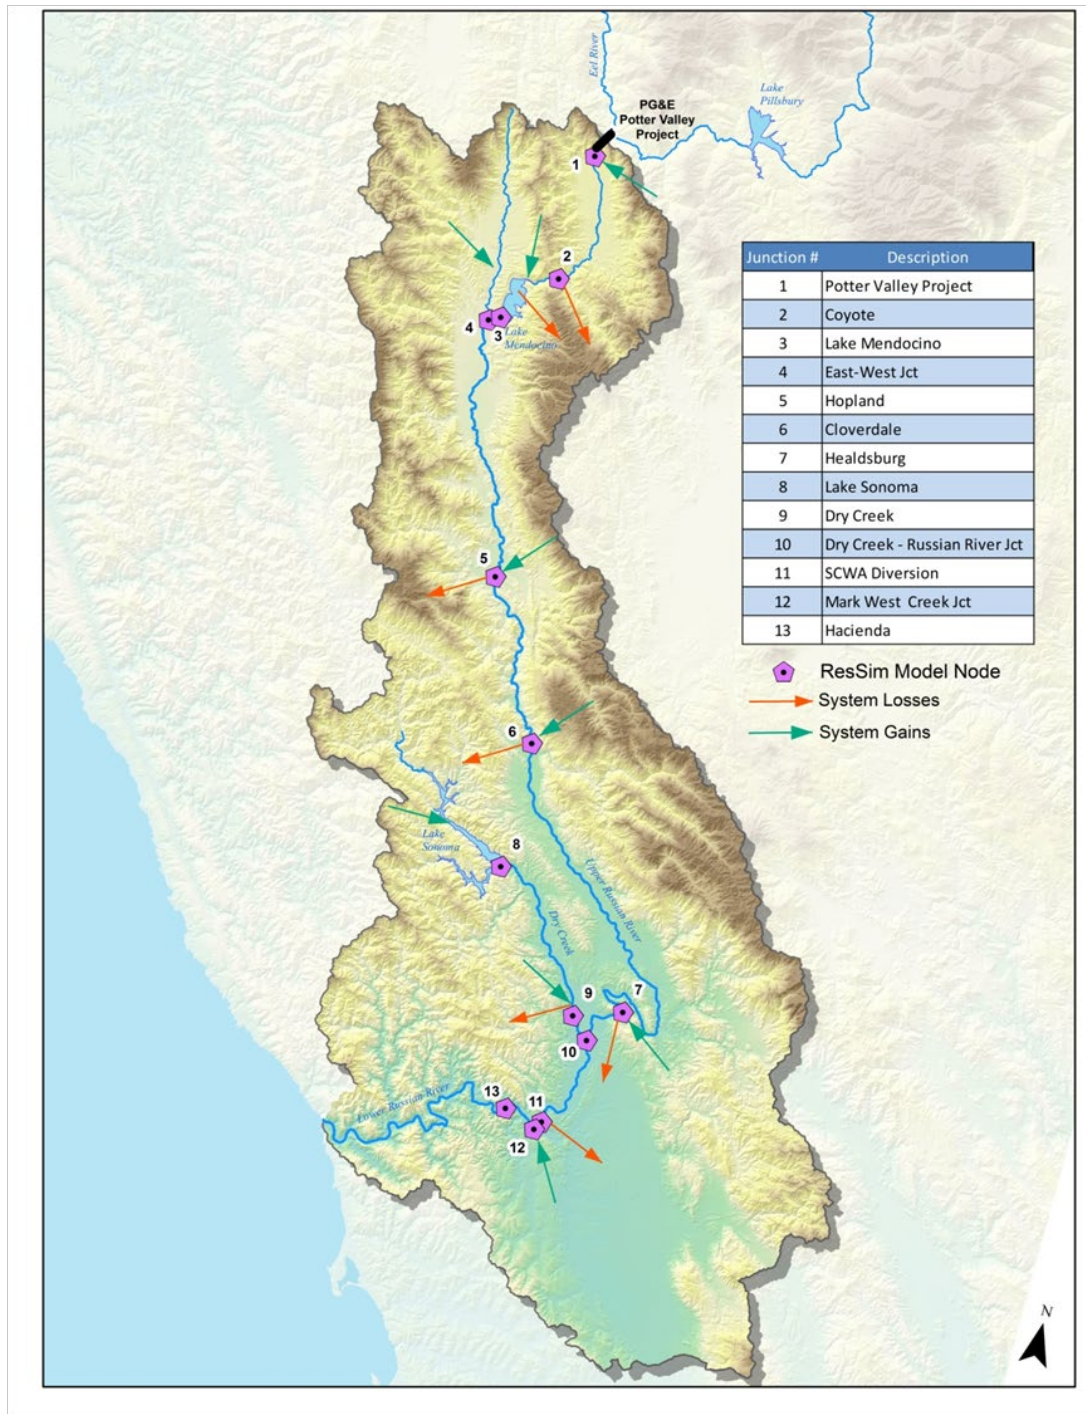 Eel River
Lake
Pillsbury
PG&E
Potter Valley
Project
1
2
4
3
Lake
Mendocino
Junction #	Description
1	Potter Valley Project
2	Coyote
3	Lake Mendocino
4	East-West Jct
5	Hopland
6	Cloverdale
7	Healdsburg
8	Lake Sonoma
9	Dry Creek
10	Dry Creek - Russian River Jct
11	SCWA Diversion
12	Mark West Creek Jct
13	Hacienda
ResSim Model Node
System Losses
System Gains
5
6
Lake
Sonoma
8
Upper Russian River
Dry Creek
9
7
10
Lower Russian River
13
11
12
N